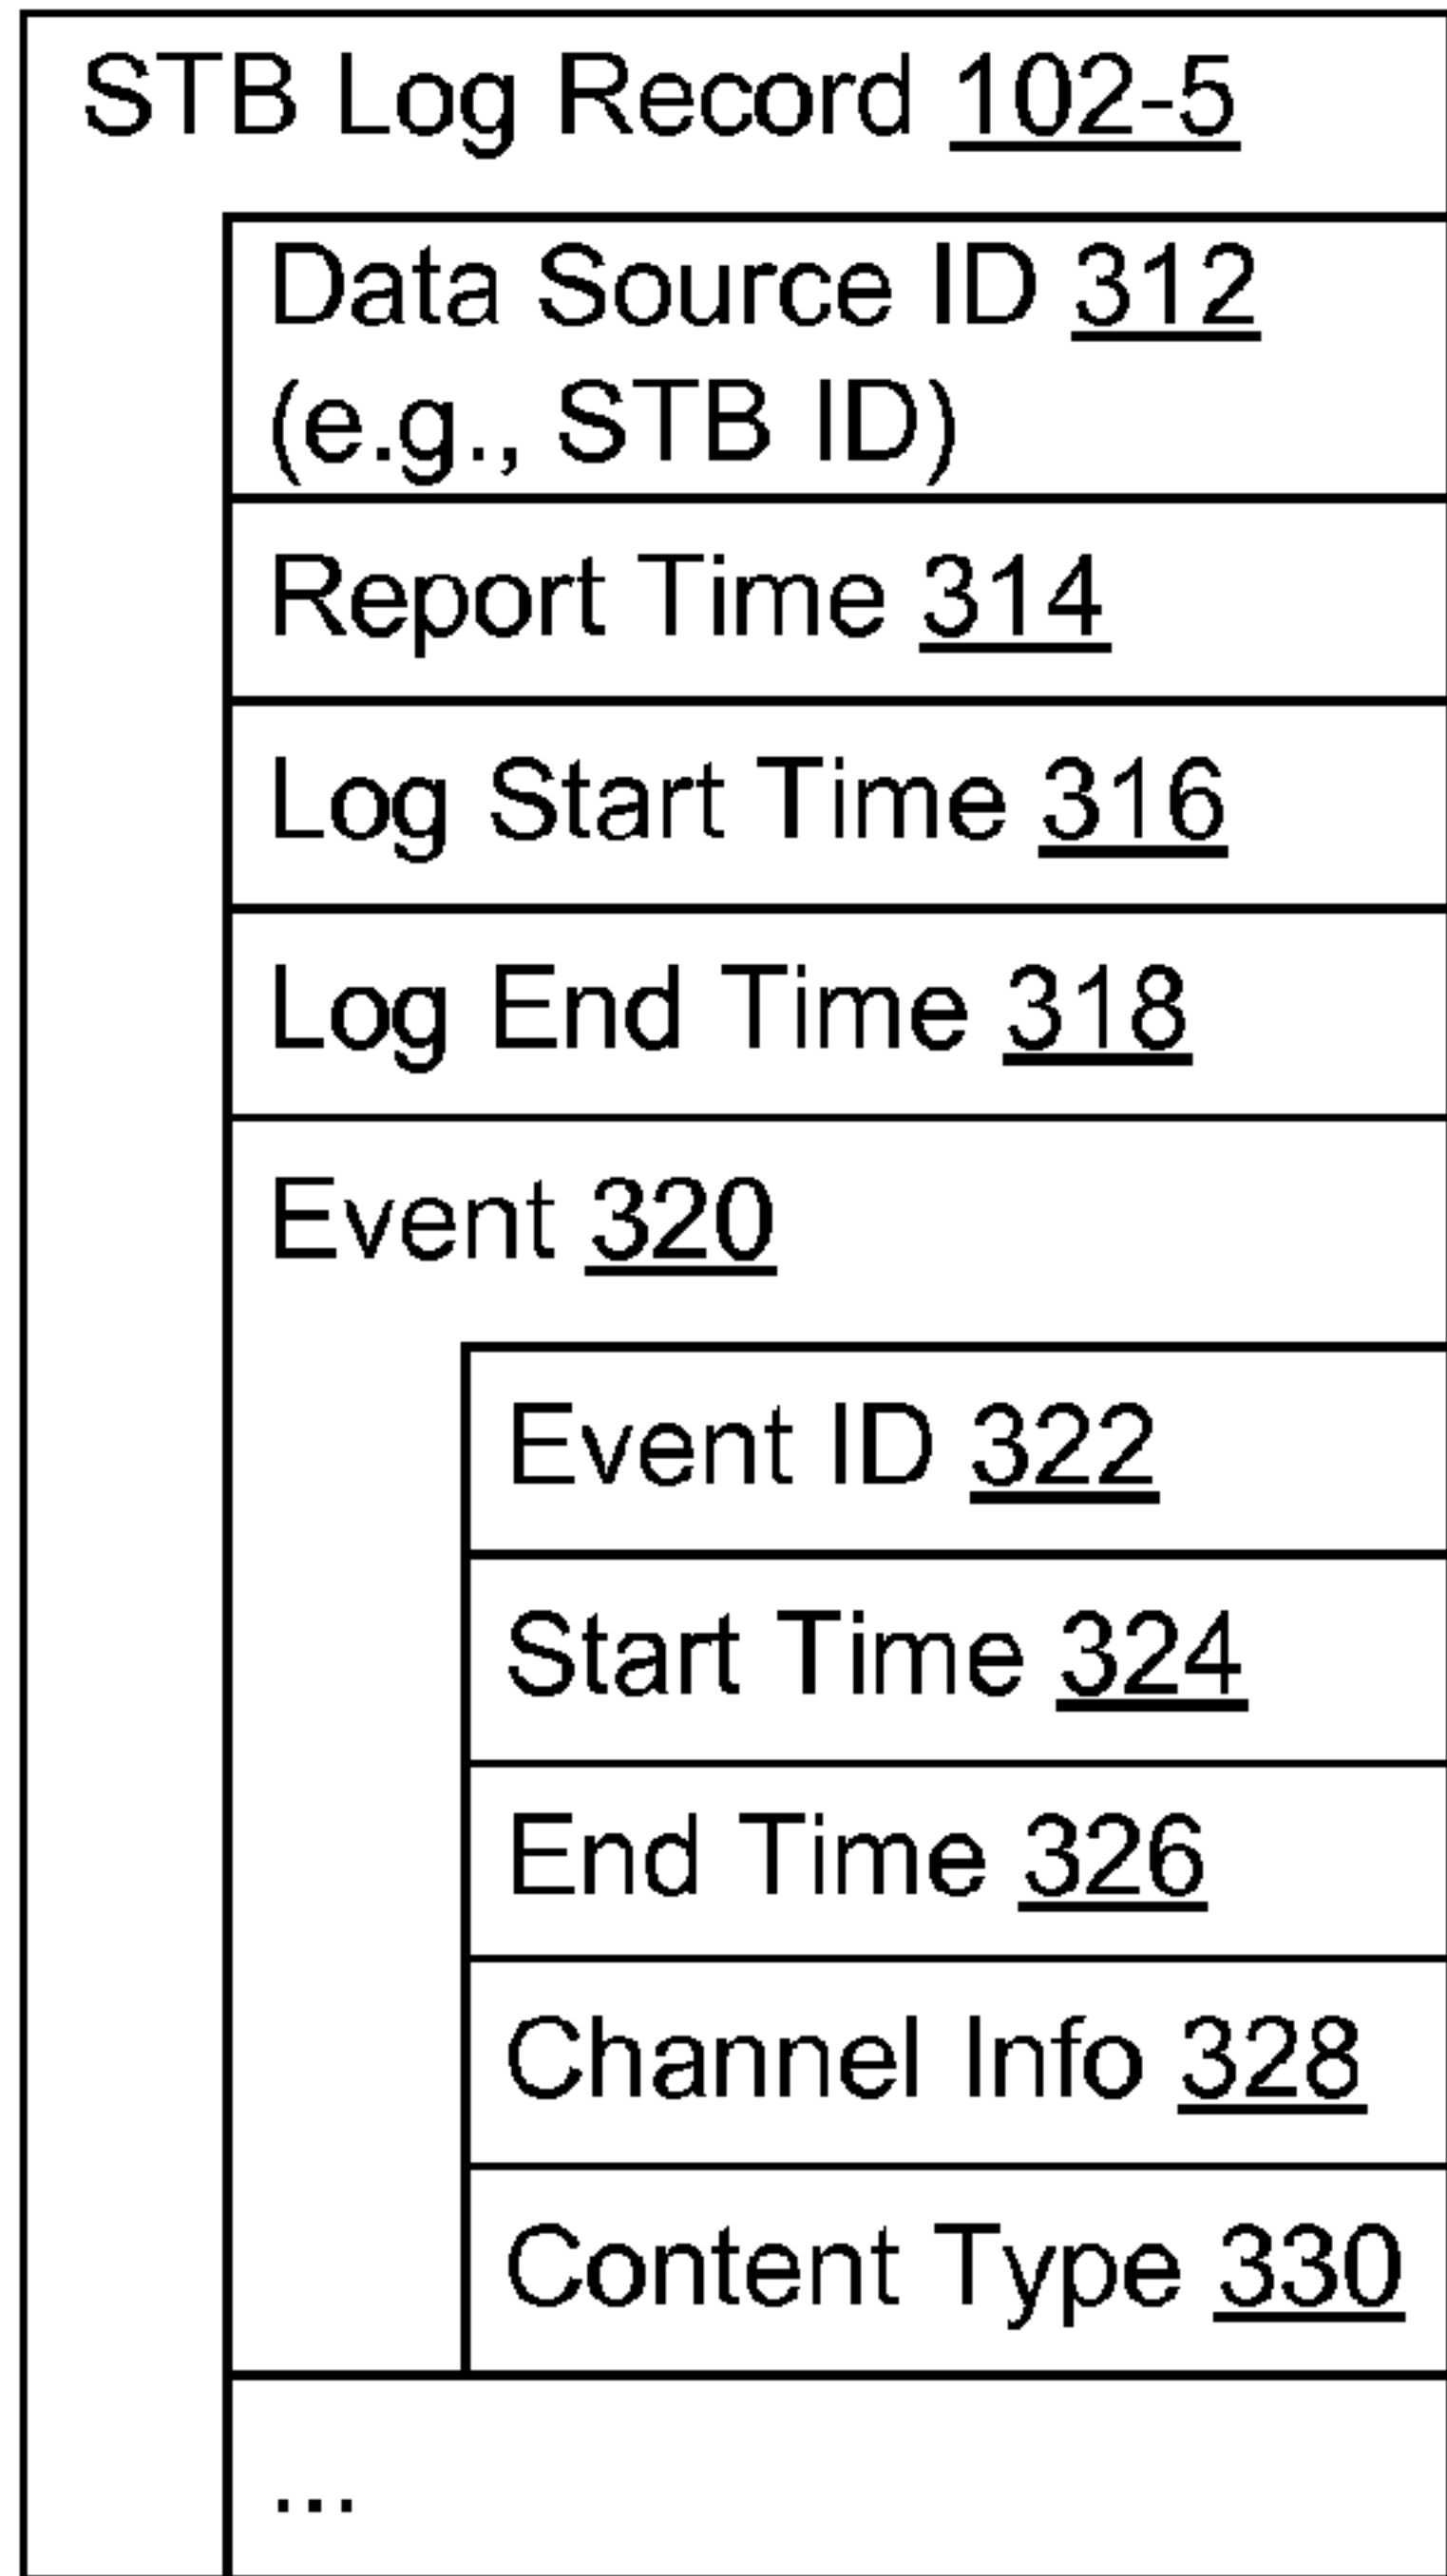 STB Log Record 102-5
Data Source ID 312
(e.g., STB ID)
Report Time 314
Log Start Time 316
Log End Time 318
Event 320
Event ID 322
Start Time 324
End Time 326
Channel Info 328
Content Type 330
...